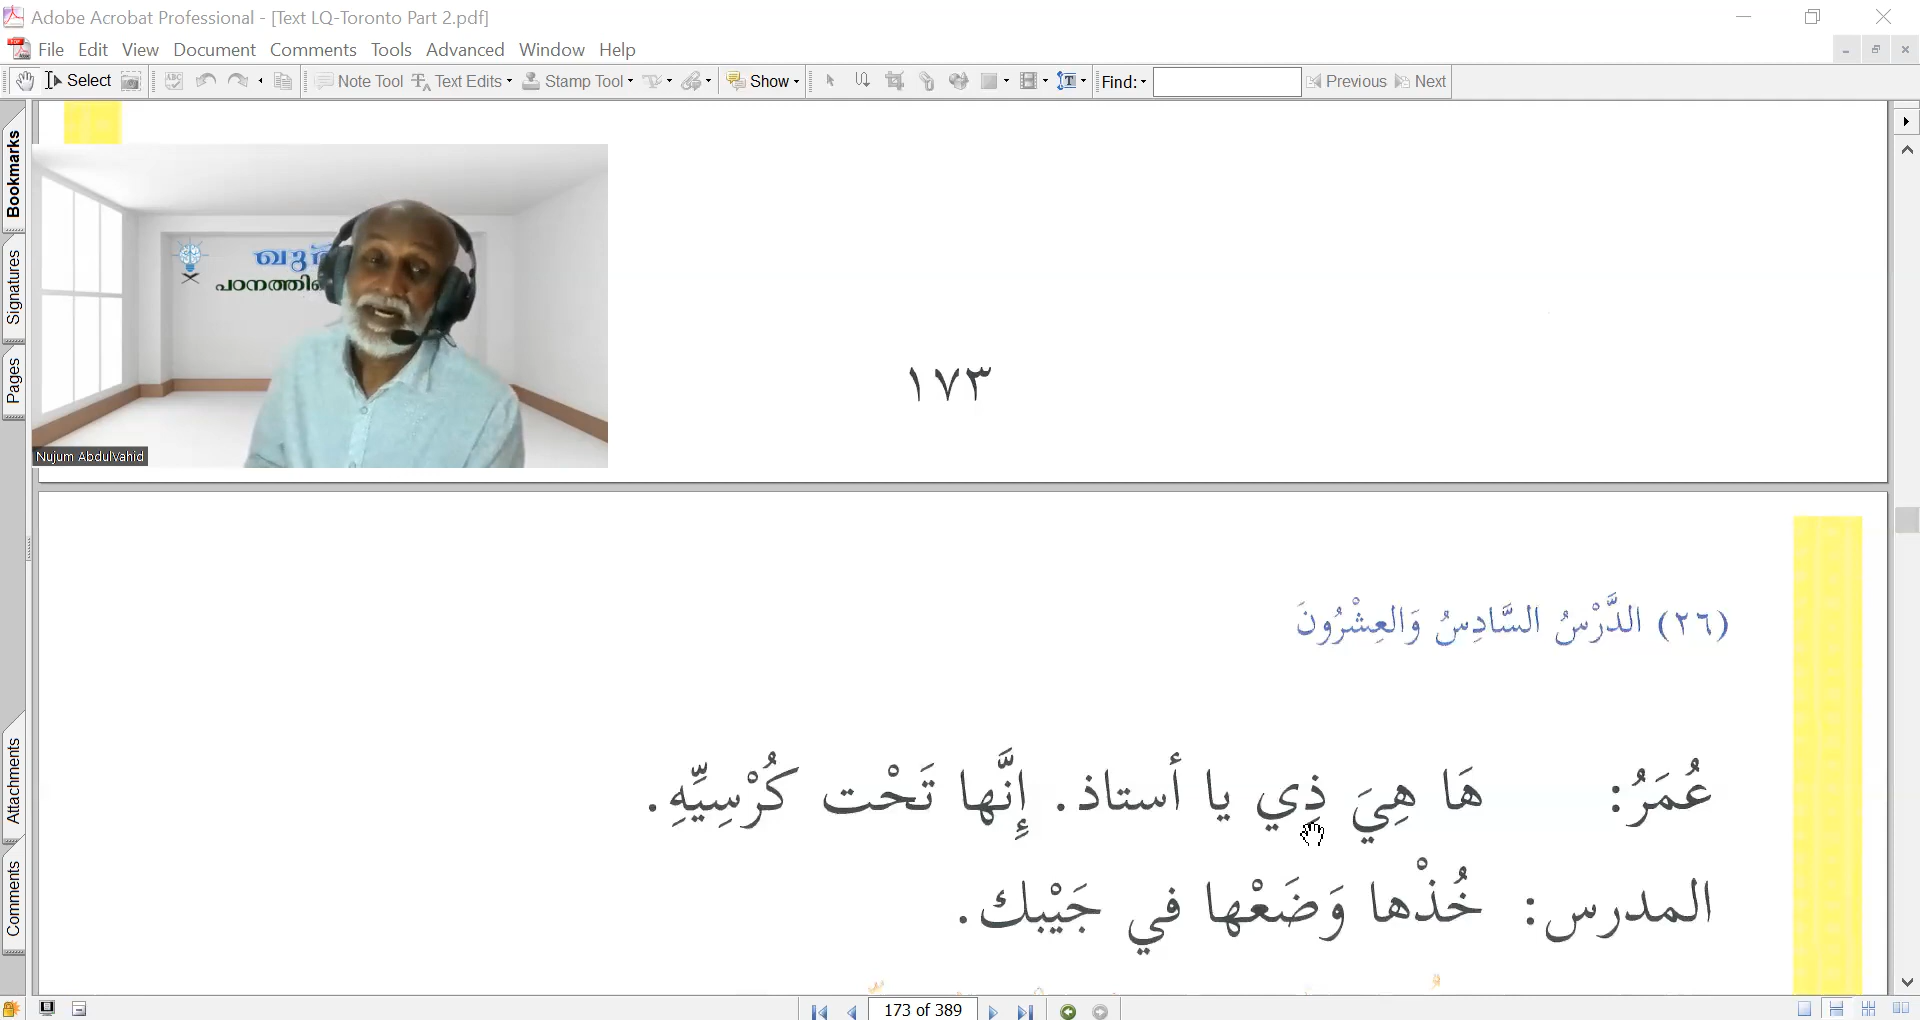 Adobe Acrobat Professional - [Text LQ-Toronto Part 2.pdf]
File Edit View Document Comments Tools Advanced Window Help
Select Note Tool Text Edits Stamp Tool Show Find: Previous Next
Bookmarks
Signatures
Pages
Attachments
Comments
പഠനത്തി
Nujum AbdulVahid
١٧٣
(٢٦) الدَّرْسُ السَّادِسُ وَالعِشْرُونَ
عُمَرُ: هَا هِيَ ذِي يا أستاذ. إِنَّها تَحْت كُرْسِيِّهِ.
المدرس: خُذْها وَضَعْها في جَيْبك.
173 of 389